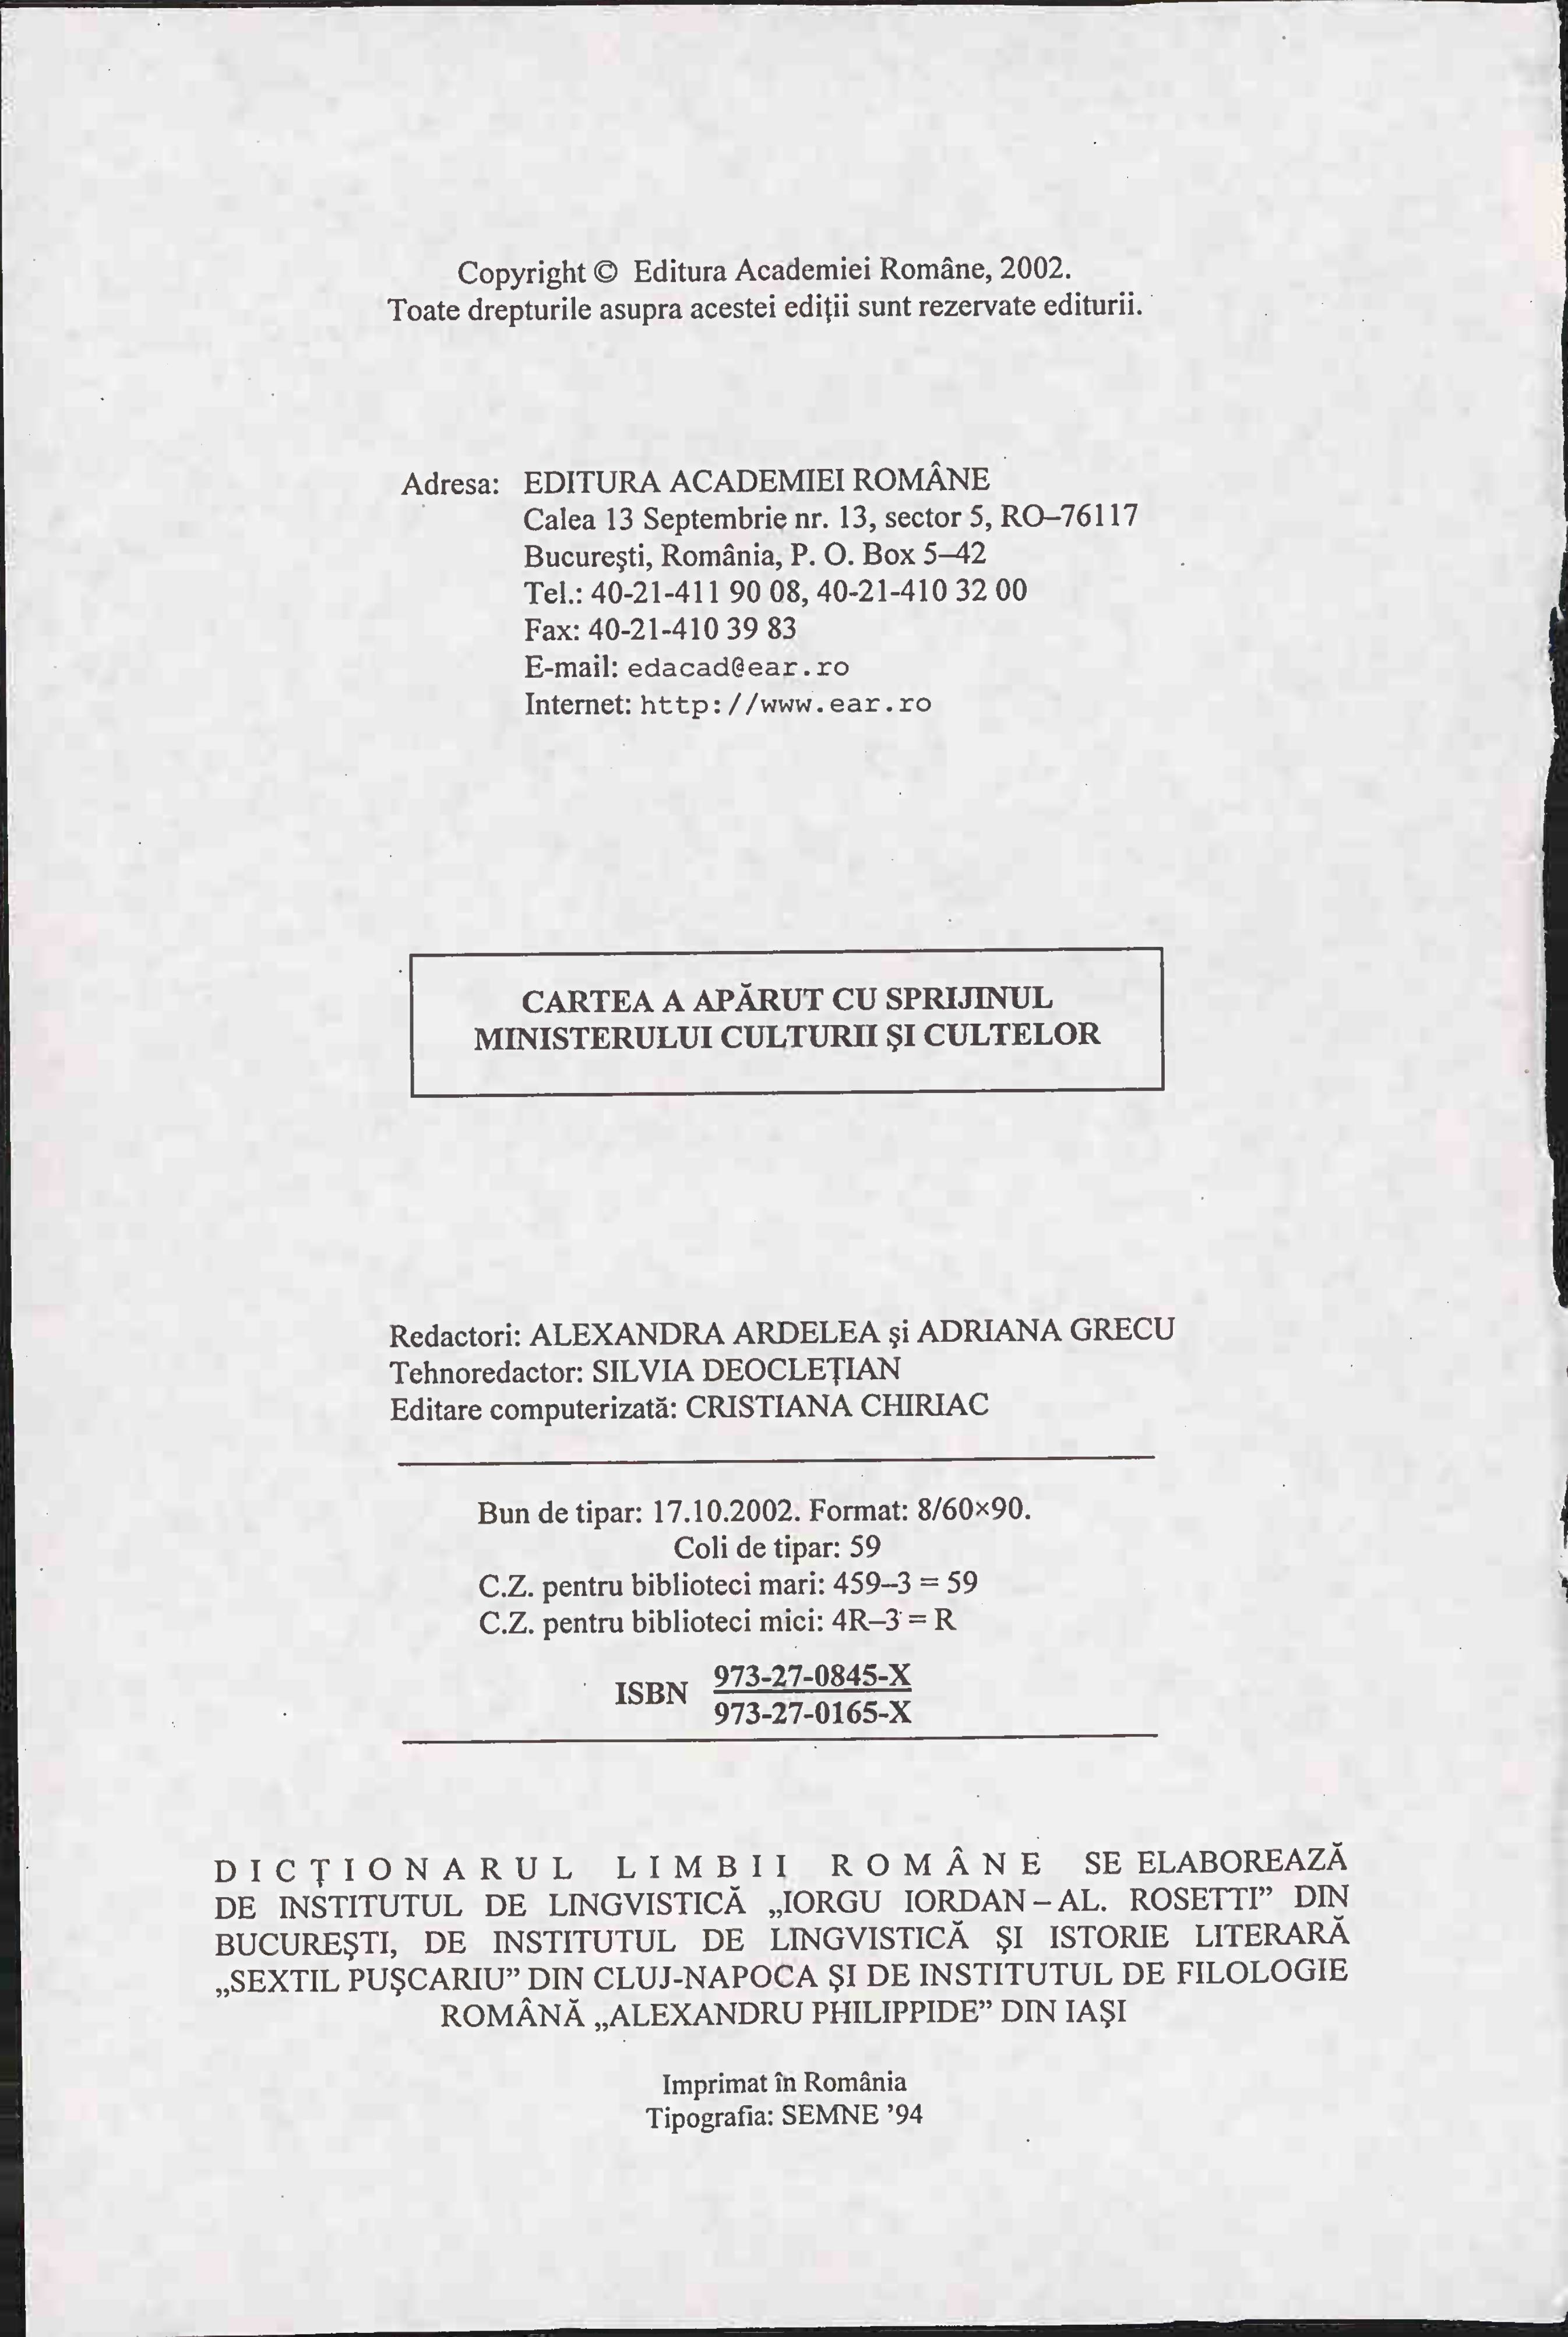 Copyright © Editura Academiei Române, 2002.
Toate drepturile asupra acestei ediţii sunt rezervate editurii.
Adresa: EDITURA ACADEMIEI ROMÂNE
Calea 13 Septembrie nr. 13, sector 5, RO–76117
Bucureşti, România, P. O. Box 5–42
Tel.: 40-21-411 90 08, 40-21-410 32 00
Fax: 40-21-410 39 83
E-mail: edacad@ear.ro
Internet: http://www.ear.ro
CARTEA A APĂRUT CU SPRIJINUL
MINISTERULUI CULTURII ŞI CULTELOR
Redactori: ALEXANDRA ARDELEA şi ADRIANA GRECU
Tehnoredactor: SILVIA DEOCLEŢIAN
Editare computerizată: CRISTIANA CHIRIAC
Bun de tipar: 17.10.2002. Format: 8/60×90.
Coli de tipar: 59
C.Z. pentru biblioteci mari: 459–3 = 59
C.Z. pentru biblioteci mici: 4R–3 = R
ISBN 973-27-0845-X
973-27-0165-X
DICŢIONARUL LIMBII ROMÂNE SE ELABOREAZĂ
DE INSTITUTUL DE LINGVISTICĂ „IORGU IORDAN – AL. ROSETTI” DIN
BUCUREŞTI, DE INSTITUTUL DE LINGVISTICĂ ŞI ISTORIE LITERARĂ
„SEXTIL PUŞCARIU” DIN CLUJ-NAPOCA ŞI DE INSTITUTUL DE FILOLOGIE
ROMÂNĂ „ALEXANDRU PHILIPPIDE” DIN IAŞI
Imprimat în România
Tipografia: SEMNE ’94